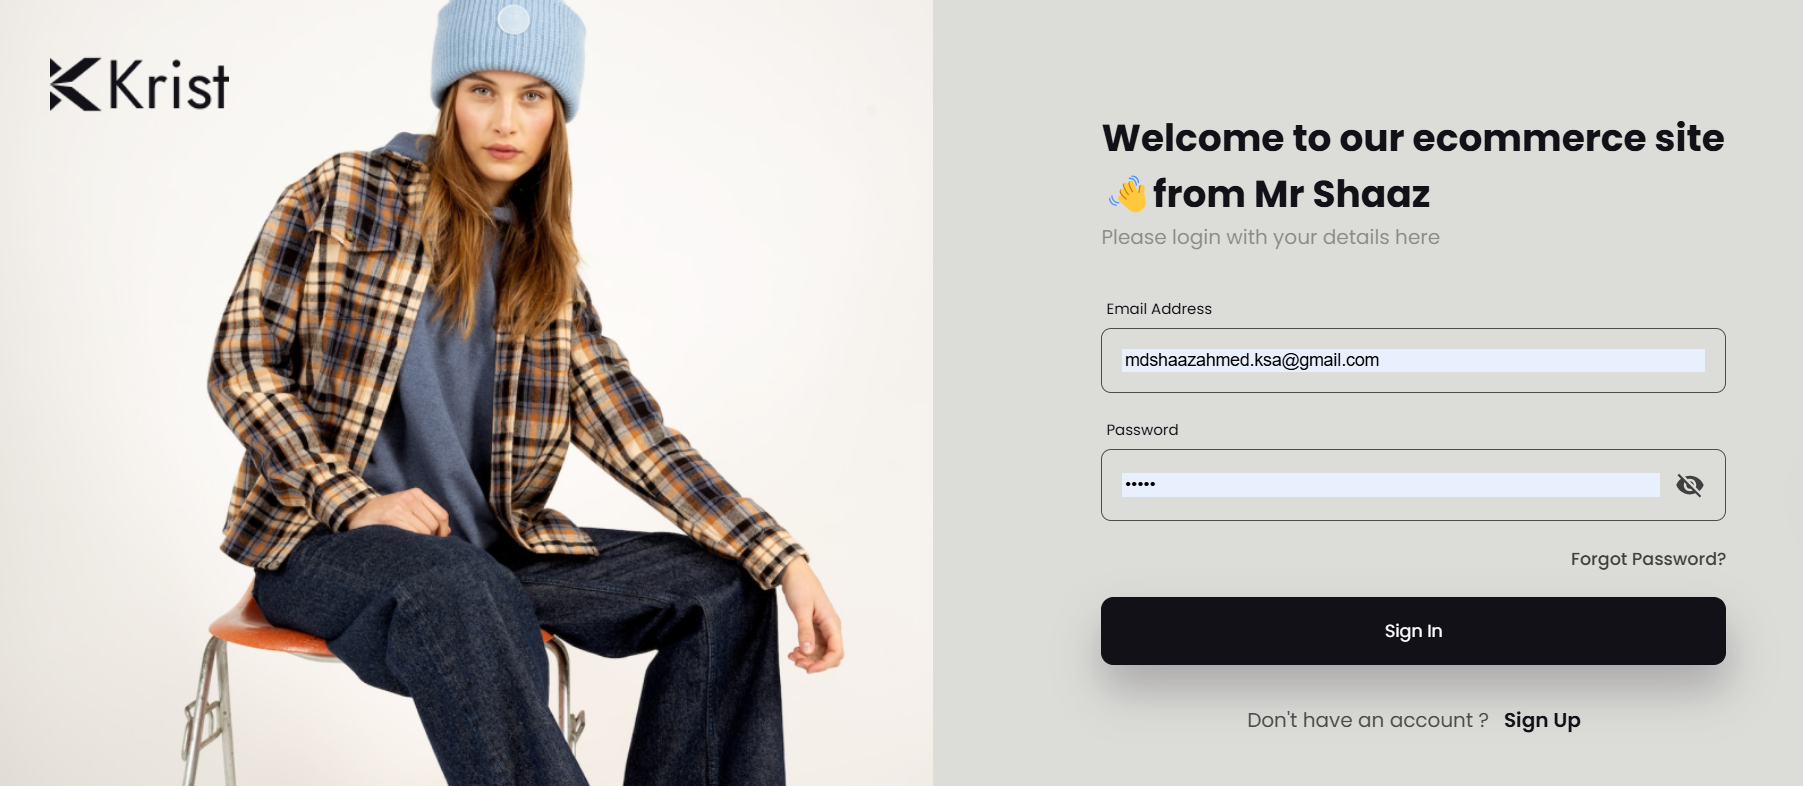 Krist
Welcome to our ecommerce site
👋 from Mr Shaaz
Please login with your details here
Email Address
mdshaazahmed.ksa@gmail.com
Password
•••••
Forgot Password?
Sign In
Don't have an account ? Sign Up